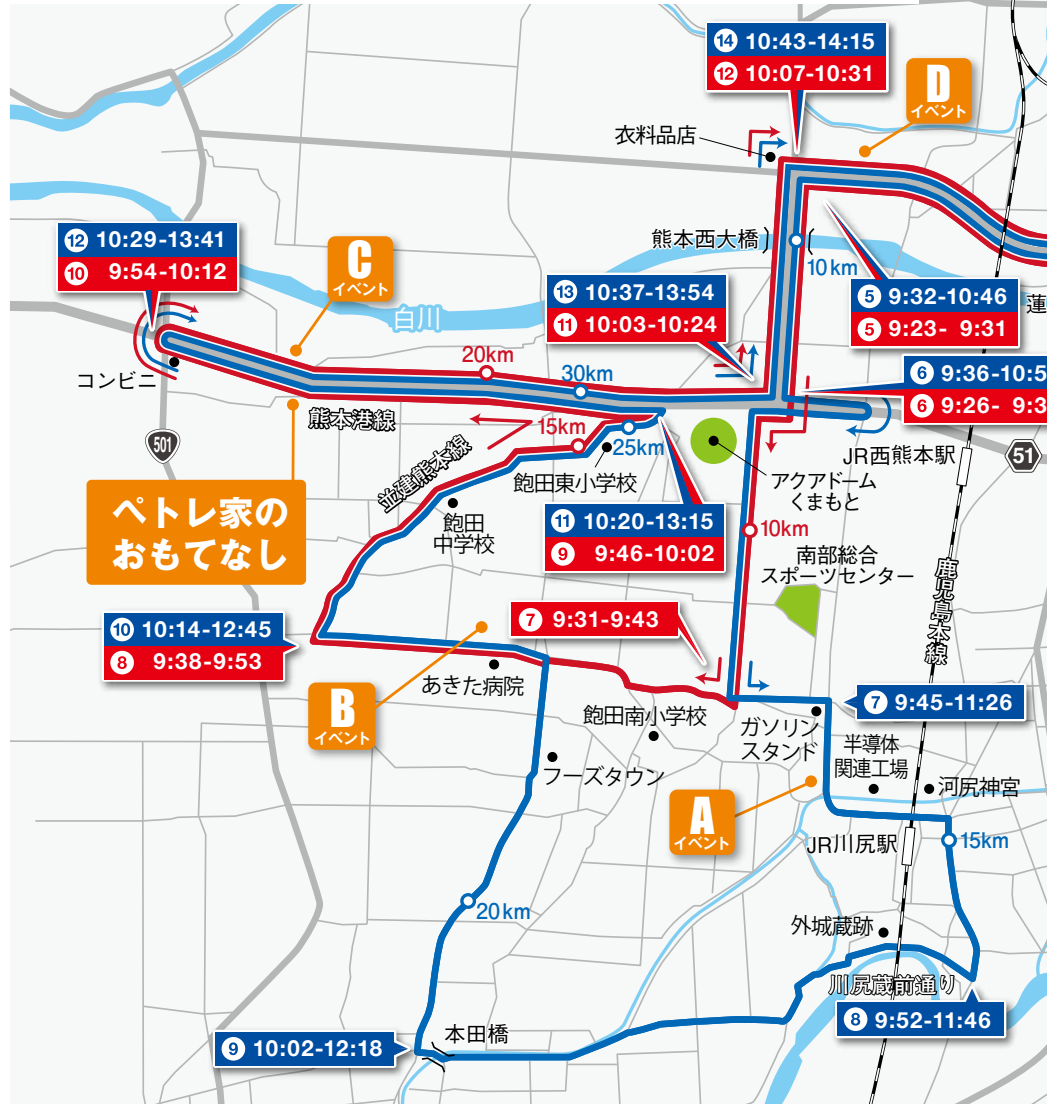 ⑭ 10:43-14:15
⑫ 10:07-10:31
D
イベント
衣料品店
⑫ 10:29-13:41
⑩ 9:54-10:12
C
イベント
熊本西大橋
10km
⑬ 10:37-13:54
⑪ 10:03-10:24
⑤ 9:32-10:46
⑤ 9:23- 9:31
蓮
白川
コンビニ
20km
30km
⑥ 9:36-10:5
⑥ 9:26- 9:3
熊本港線
501
15km
25km
並建熊本線
飽田東小学校
JR西熊本駅
51
アクアドーム
くまもと
ペトレ家の
おもてなし
飽田
中学校
⑪ 10:20-13:15
⑨ 9:46-10:02
10km
南部総合
スポーツセンター
鹿児島本線
⑩ 10:14-12:45
⑧ 9:38-9:53
⑦ 9:31-9:43
あきた病院
B
イベント
飽田南小学校
ガソリン
スタンド
⑦ 9:45-11:26
半導体
関連工場
フーズタウン
河尻神宮
A
イベント
JR川尻駅
15km
20km
外城蔵跡
川尻蔵前通り
⑧ 9:52-11:46
本田橋
⑨ 10:02-12:18